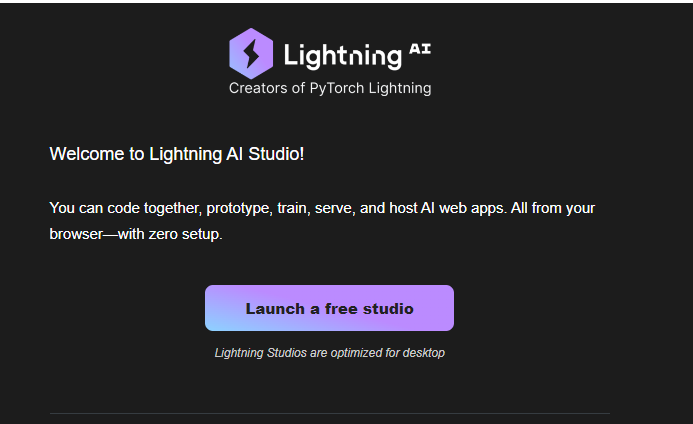 Lightning AI
Creators of PyTorch Lightning
Welcome to Lightning AI Studio!
You can code together, prototype, train, serve, and host AI web apps. All from your
browser—with zero setup.
Launch a free studio
Lightning Studios are optimized for desktop